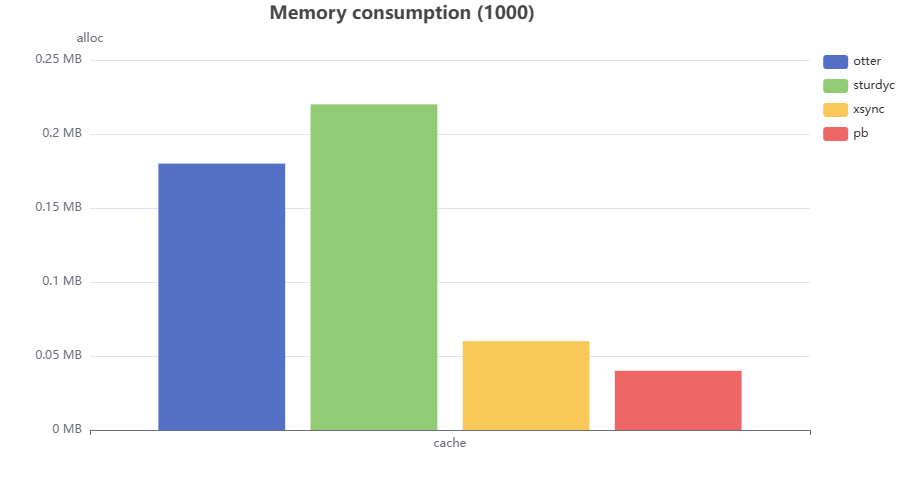 Memory consumption (1000)
alloc
0.25 MB
0.2 MB
0.15 MB
0.1 MB
0.05 MB
0 MB
cache
otter
sturdyc
xsync
pb